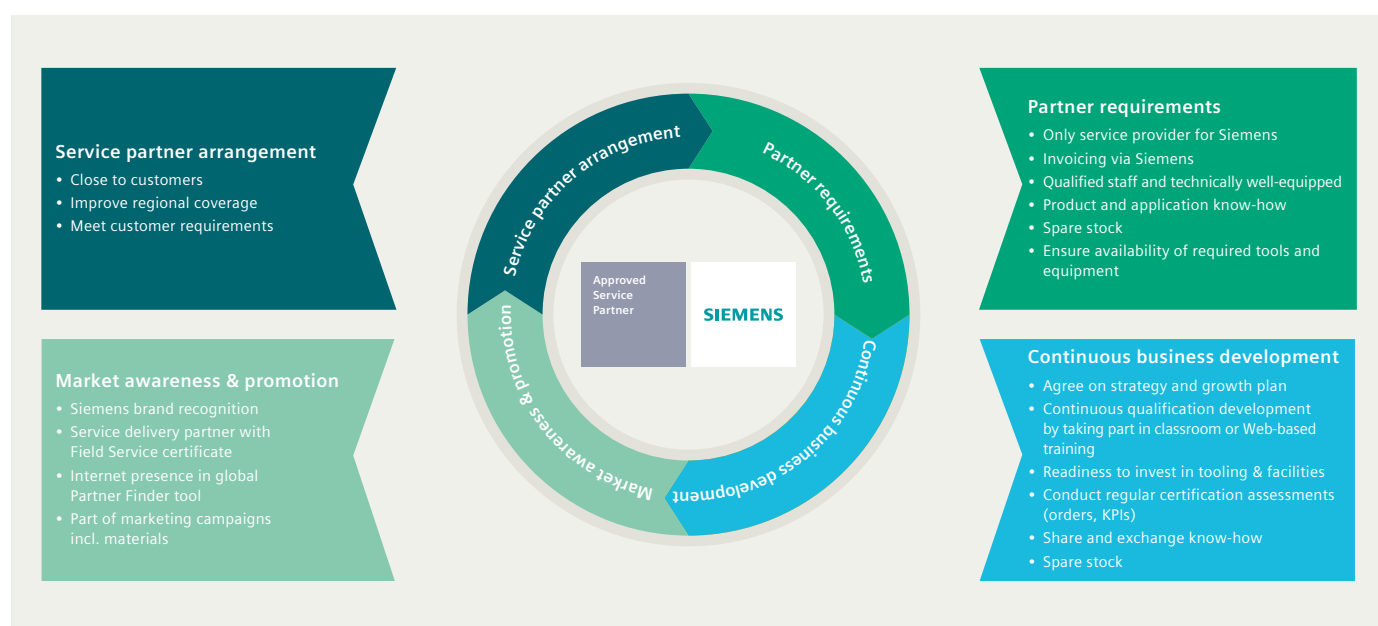 Service partner arrangement
• Close to customers
• Improve regional coverage
• Meet customer requirements
Market awareness & promotion
• Siemens brand recognition
• Service delivery partner with
Field Service certificate
• Internet presence in global
Partner Finder tool
• Part of marketing campaigns
incl. materials
Service partner arrangement
Partner requirements
Continuous business development
Market awareness & promotion
Approved
Service
Partner
SIEMENS
Partner requirements
• Only service provider for Siemens
• Invoicing via Siemens
• Qualified staff and technically well-equipped
• Product and application know-how
• Spare stock
• Ensure availability of required tools and
equipment
Continuous business development
• Agree on strategy and growth plan
• Continuous qualification development
by taking part in classroom or Web-based
training
• Readiness to invest in tooling & facilities
• Conduct regular certification assessments
(orders, KPIs)
• Share and exchange know-how
• Spare stock